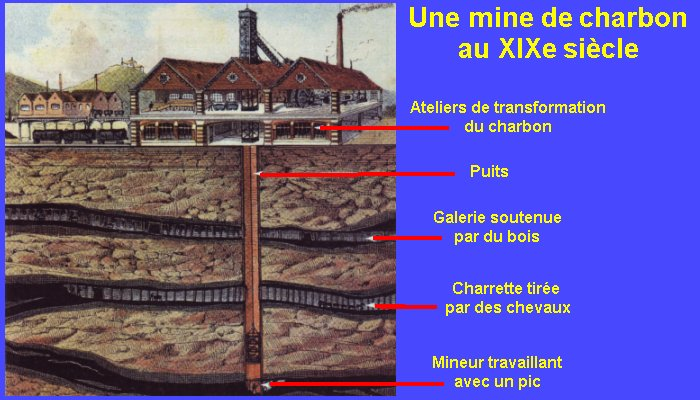 Une mine de charbon
au XIXe siècle
Ateliers de transformation
du charbon
Puits
Galerie soutenue
par du bois
Charrette tirée
par des chevaux
Mineur travaillant
avec un pic